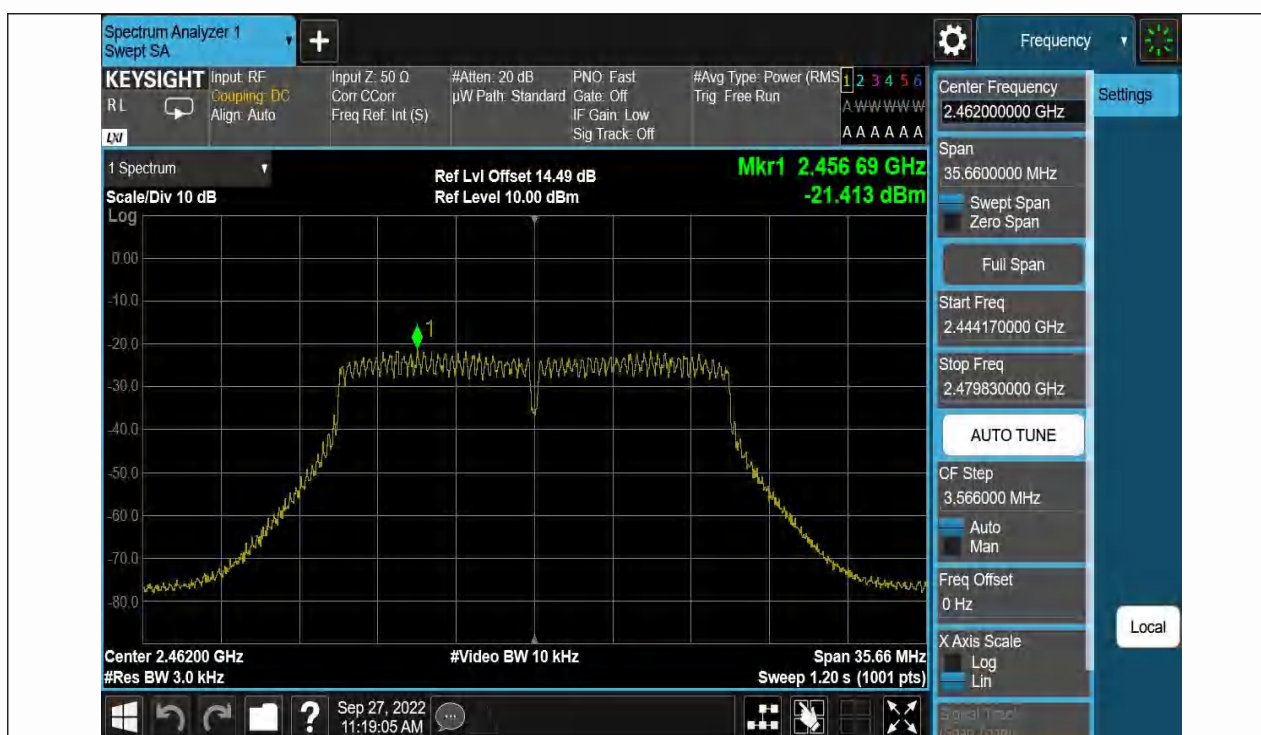 Spectrum Analyzer 1
Swept SA
+
Frequency
KEYSIGHT
R L
LXI
Input: RF
Coupling: DC
Align: Auto
Input Z: 50 Ω
Corr CCorr
Freq Ref: Int (S)
#Atten: 20 dB
µW Path: Standard
PNO: Fast
Gate: Off
IF Gain: Low
Sig Track: Off
#Avg Type: Power (RMS
Trig: Free Run
1 2 3 4 5 6
A W W W W W
A A A A A A
1 Spectrum
Scale/Div 10 dB
Log
Ref Lvl Offset 14.49 dB
Ref Level 10.00 dBm
Mkr1 2.456 69 GHz
-21.413 dBm
0.00
-10.0
-20.0
-30.0
-40.0
-50.0
-60.0
-70.0
-80.0
1
Center 2.46200 GHz
#Res BW 3.0 kHz
#Video BW 10 kHz
Span 35.66 MHz
Sweep 1.20 s (1001 pts)
Center Frequency
2.462000000 GHz
Span
35.6600000 MHz
Swept Span
Zero Span
Full Span
Start Freq
2.444170000 GHz
Stop Freq
2.479830000 GHz
AUTO TUNE
CF Step
3.566000 MHz
Auto
Man
Freq Offset
0 Hz
X Axis Scale
Log
Lin
Signal Track
(Span Zoom)
Settings
Local
?
Sep 27, 2022
11:19:05 AM